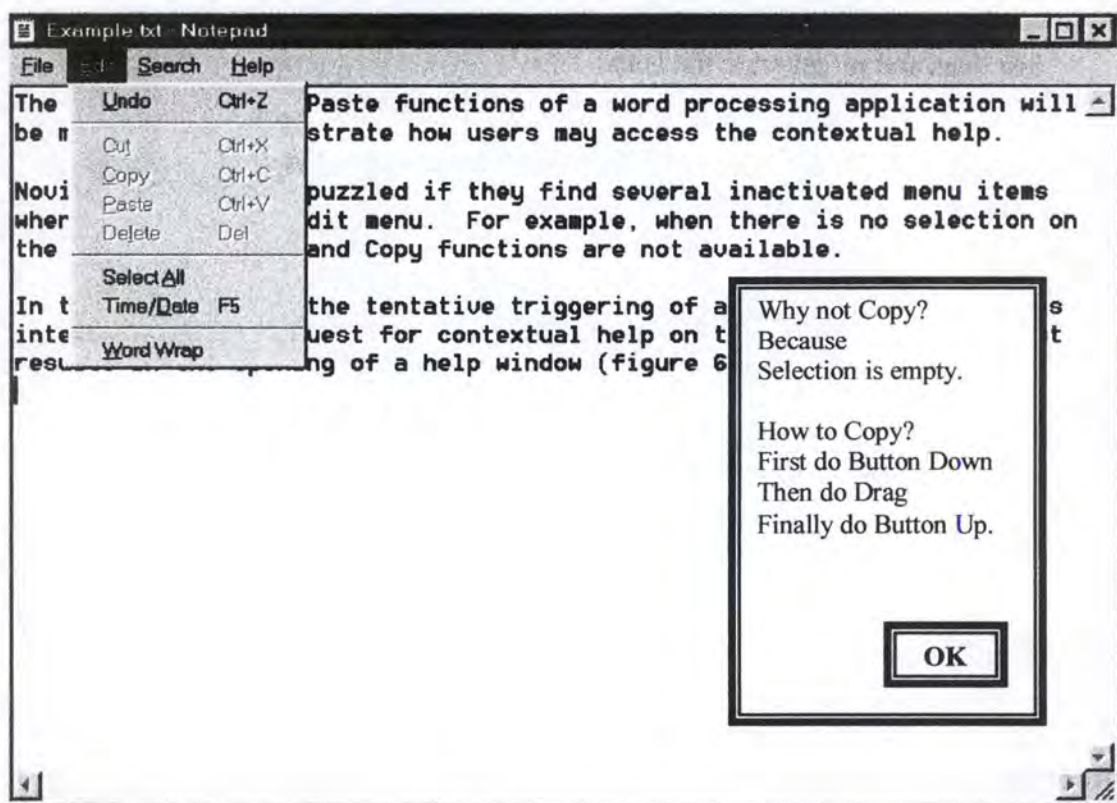 Example.txt - Notepad
File Edit Search Help
Undo Ctrl+Z
Cut Ctrl+X
Copy Ctrl+C
Paste Ctrl+V
Delete Del
Select All
Time/Date F5
Word Wrap
The Paste functions of a word processing application will
be m strate how users may access the contextual help.
Novi puzzled if they find several inactivated menu items
when dit menu. For example, when there is no selection on
the and Copy functions are not available.
In t the tentative triggering of a s
inte uest for contextual help on t t
resu ng of a help window (figure 6
Why not Copy?
Because
Selection is empty.
How to Copy?
First do Button Down
Then do Drag
Finally do Button Up.
OK